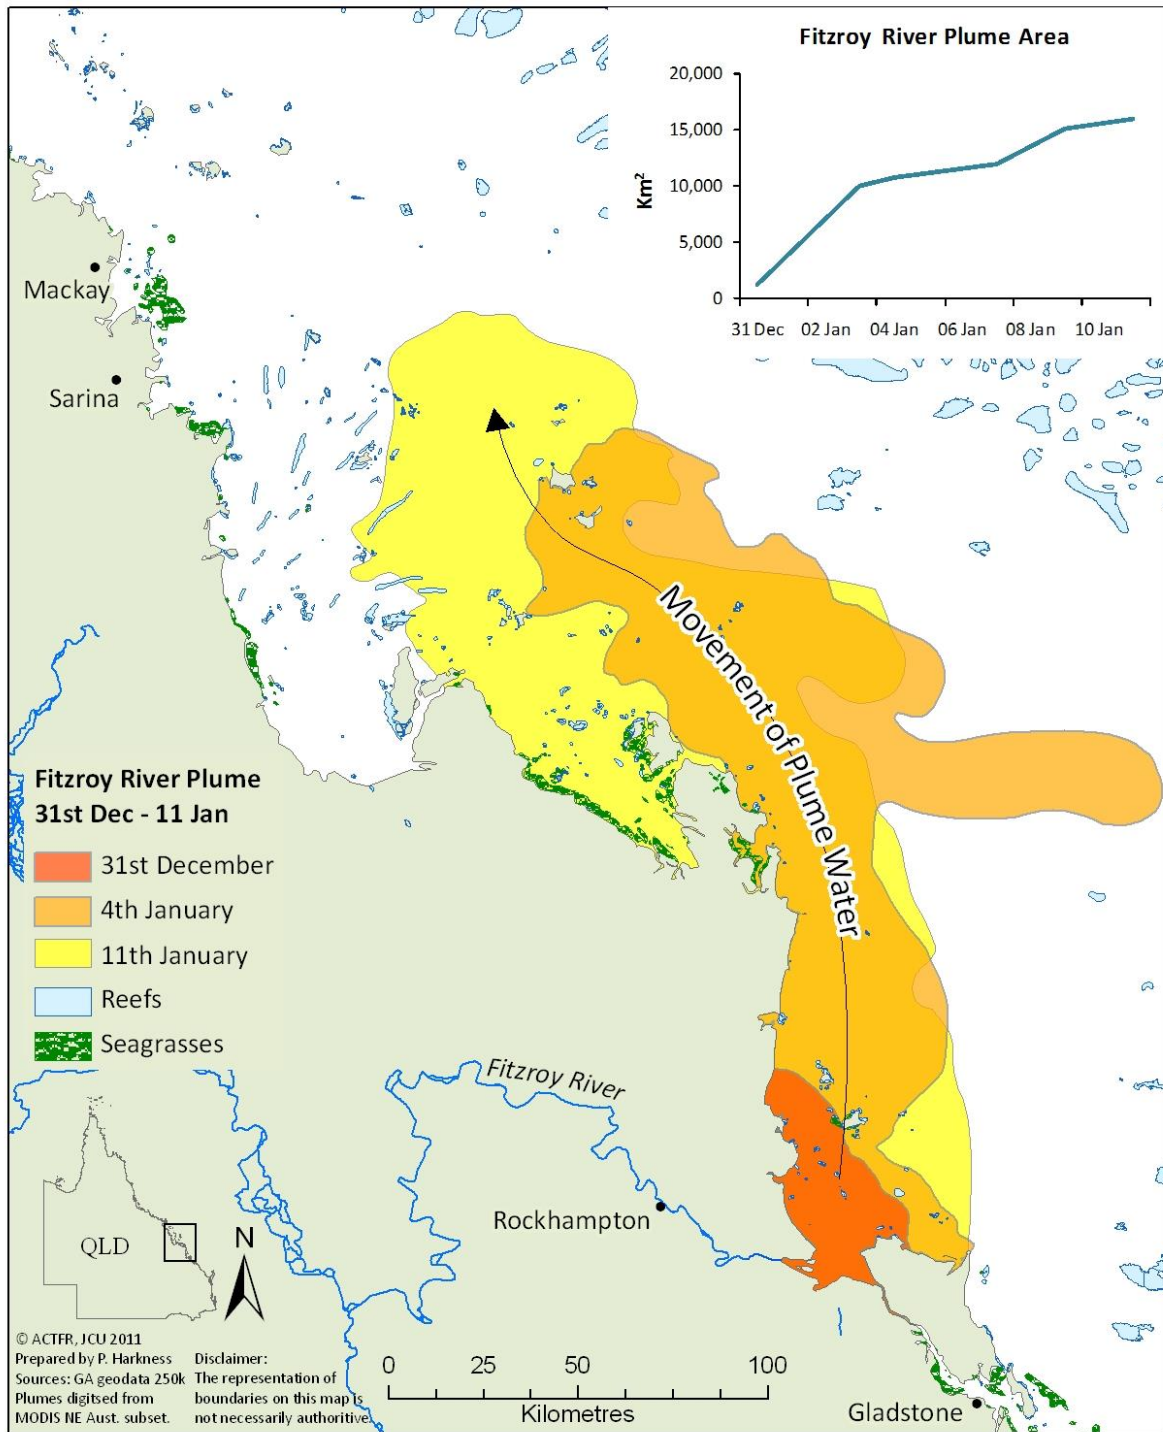 Fitzroy River Plume Area
20,000
15,000
10,000
5,000
0
Km²
31 Dec 02 Jan 04 Jan 06 Jan 08 Jan 10 Jan
Mackay
Sarina
Movement of Plume Water
Fitzroy River Plume
31st Dec - 11 Jan
31st December
4th January
11th January
Reefs
Seagrasses
Fitzroy River
Rockhampton
QLD
N
© ACTFR, JCU 2011
Prepared by P. Harkness
Sources: GA geodata 250k
Plumes digitsed from
MODIS NE Aust. subset.
Disclaimer:
The representation of
boundaries on this map is
not necessarily authoritive.
0 25 50 100
Kilometres
Gladstone